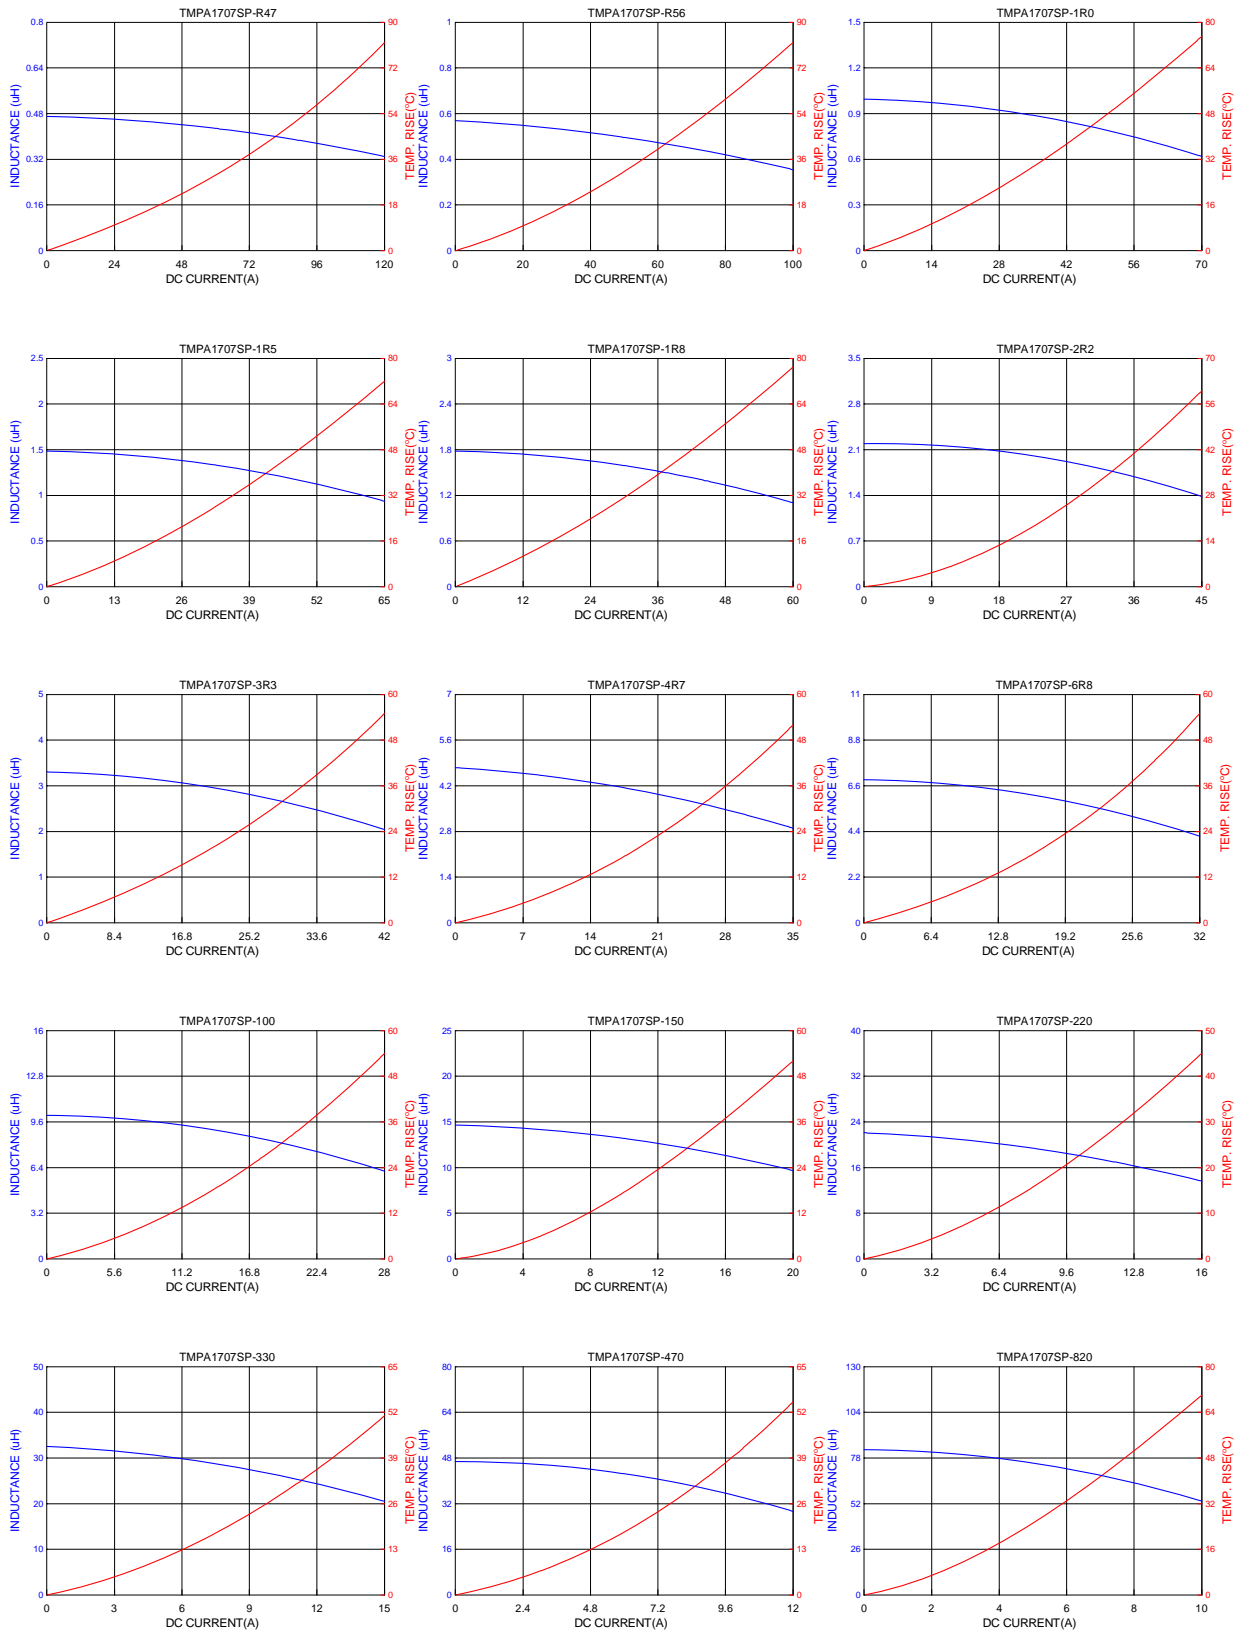 TMPA1707SP-R47
INDUCTANCE (uH)
0.8
0.64
0.48
0.32
0.16
0
90
72
54
36
18
0
TEMP. RISE(°C)
0 24 48 72 96 120
DC CURRENT(A)
TMPA1707SP-R56
INDUCTANCE (uH)
1
0.8
0.6
0.4
0.2
0
90
72
54
36
18
0
TEMP. RISE(°C)
0 20 40 60 80 100
DC CURRENT(A)
TMPA1707SP-1R0
INDUCTANCE (uH)
1.5
1.2
0.9
0.6
0.3
0
80
64
48
32
16
0
TEMP. RISE(°C)
0 14 28 42 56 70
DC CURRENT(A)
TMPA1707SP-1R5
INDUCTANCE (uH)
2.5
2
1.5
1
0.5
0
80
64
48
32
16
0
TEMP. RISE(°C)
0 13 26 39 52 65
DC CURRENT(A)
TMPA1707SP-1R8
INDUCTANCE (uH)
3
2.4
1.8
1.2
0.6
0
80
64
48
32
16
0
TEMP. RISE(°C)
0 12 24 36 48 60
DC CURRENT(A)
TMPA1707SP-2R2
INDUCTANCE (uH)
3.5
2.8
2.1
1.4
0.7
0
70
56
42
28
14
0
TEMP. RISE(°C)
0 9 18 27 36 45
DC CURRENT(A)
TMPA1707SP-3R3
INDUCTANCE (uH)
5
4
3
2
1
0
60
48
36
24
12
0
TEMP. RISE(°C)
0 8.4 16.8 25.2 33.6 42
DC CURRENT(A)
TMPA1707SP-4R7
INDUCTANCE (uH)
7
5.6
4.2
2.8
1.4
0
60
48
36
24
12
0
TEMP. RISE(°C)
0 7 14 21 28 35
DC CURRENT(A)
TMPA1707SP-6R8
INDUCTANCE (uH)
11
8.8
6.6
4.4
2.2
0
60
48
36
24
12
0
TEMP. RISE(°C)
0 6.4 12.8 19.2 25.6 32
DC CURRENT(A)
TMPA1707SP-100
INDUCTANCE (uH)
16
12.8
9.6
6.4
3.2
0
60
48
36
24
12
0
TEMP. RISE(°C)
0 5.6 11.2 16.8 22.4 28
DC CURRENT(A)
TMPA1707SP-150
INDUCTANCE (uH)
25
20
15
10
5
0
60
48
36
24
12
0
TEMP. RISE(°C)
0 4 8 12 16 20
DC CURRENT(A)
TMPA1707SP-220
INDUCTANCE (uH)
40
32
24
16
8
0
50
40
30
20
10
0
TEMP. RISE(°C)
0 3.2 6.4 9.6 12.8 16
DC CURRENT(A)
TMPA1707SP-330
INDUCTANCE (uH)
50
40
30
20
10
0
65
52
39
26
13
0
TEMP. RISE(°C)
0 3 6 9 12 15
DC CURRENT(A)
TMPA1707SP-470
INDUCTANCE (uH)
80
64
48
32
16
0
65
52
39
26
13
0
TEMP. RISE(°C)
0 2.4 4.8 7.2 9.6 12
DC CURRENT(A)
TMPA1707SP-820
INDUCTANCE (uH)
130
104
78
52
26
0
80
64
48
32
16
0
TEMP. RISE(°C)
0 2 4 6 8 10
DC CURRENT(A)